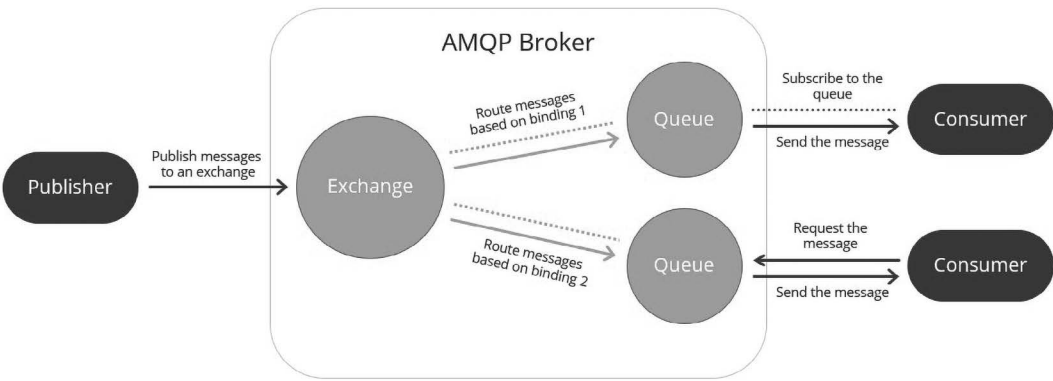 AMQP Broker
Publisher
Publish messages
to an exchange
Exchange
Route messages
based on binding 1
Queue
Subscribe to the
queue
Send the message
Consumer
Route messages
based on binding 2
Queue
Request the
message
Send the message
Consumer